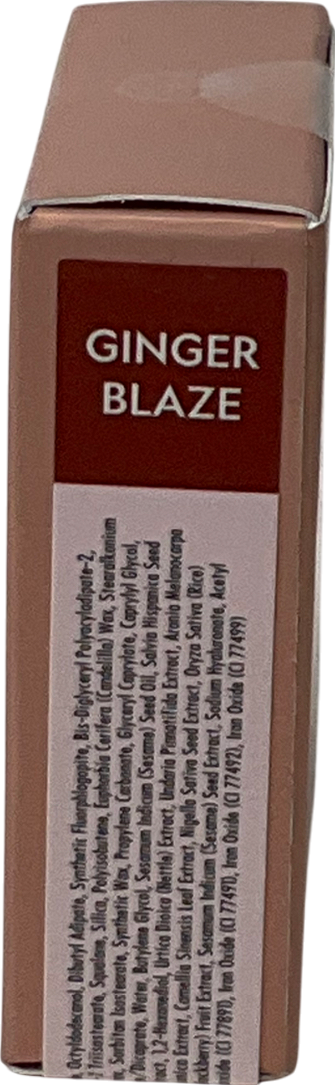 GINGER
BLAZE
Octyldodecanol, Dibutyl Adipate, Synthetic Fluorphlogopite, Bis-Diglyceryl Polyacyladipate-2,
Triisostearate, Squalane, Silica, Polyisobutene, Euphorbia Cerifera (Candelilla) Wax, Stearalkonium
Sorbitan Isostearate, Synthetic Wax, Propylene Carbonate, Glyceryl Caprylate, Caprylyl Glycol,
/Dicaprate, Water, Butylene Glycol, Sesamum Indicum (Sesame) Seed Oil, Salvia Hispanica Seed
1,2-Hexanediol, Urtica Dioica (Nettle) Extract, Undaria Pinnatifida Extract, Aronia Melanocarpa
Extract, Camellia Sinensis Leaf Extract, Nigella Sativa Seed Extract, Oryza Sativa (Rice)
Fruit Extract, Sesamum Indicum (Sesame) Seed Extract, Sodium Hyaluronate, Acetyl
(CI 77891), Iron Oxide (CI 77491), Iron Oxide (CI 77492), Iron Oxide (CI 77499)